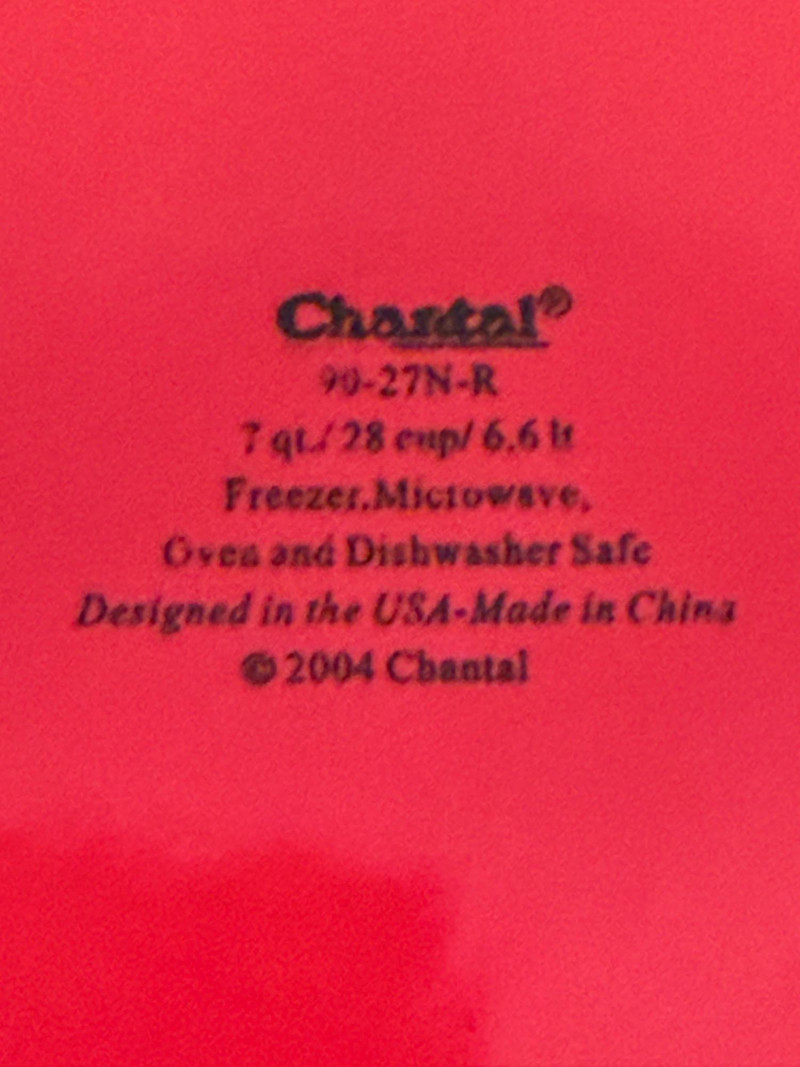 Chantal®
90-27N-R
7 qt./ 28 cup/ 6.6 lt
Freezer.Microwave,
Oven and Dishwasher Safe
Designed in the USA-Made in China
© 2004 Chantal